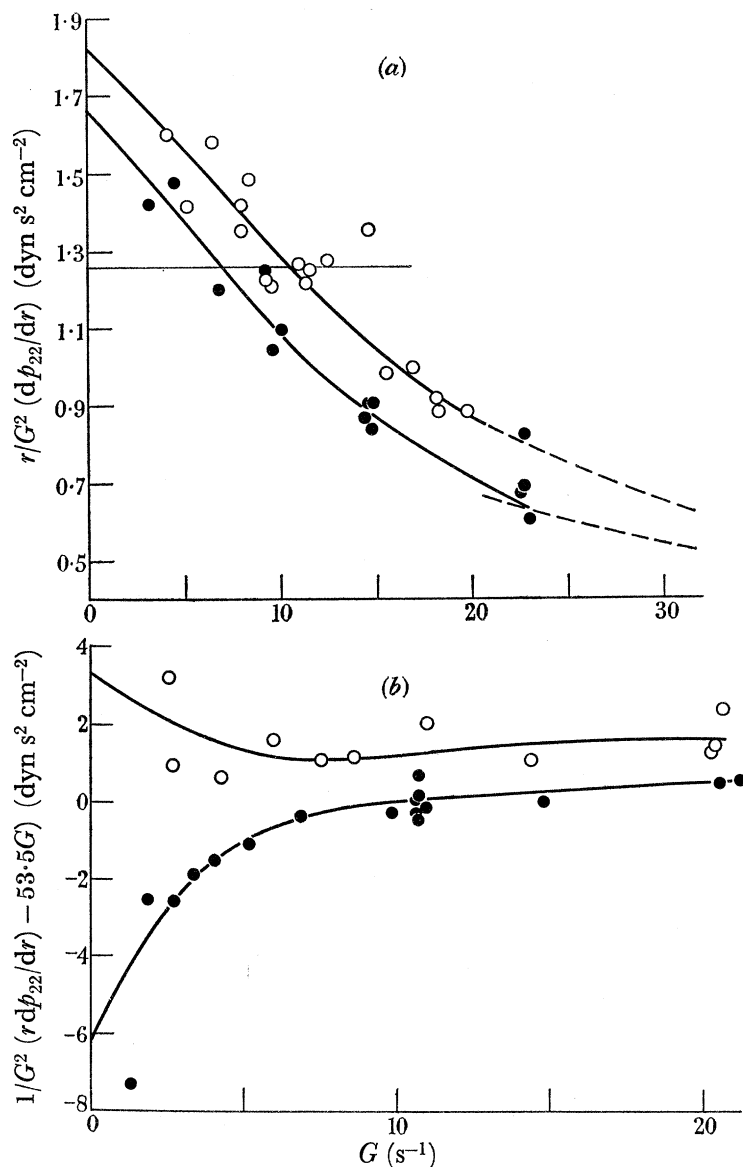 1·9
(a)
1·7
1·5
1·3
1·1
0·9
0·7
0·5
r/G² (dp₂₂/dr) (dyn s² cm⁻²)
0 10 20 30
4
(b)
2
0
−2
−4
−6
−8
1/G² (rdp₂₂/dr) − 53·5G) (dyn s² cm⁻²)
0 10 20
G (s⁻¹)